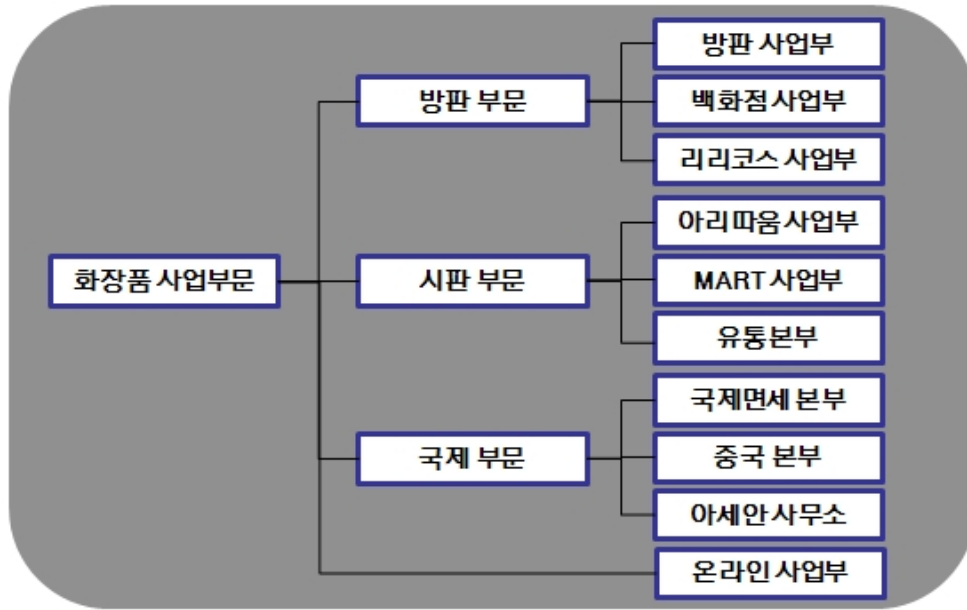 방판 사업부
방판 부문
백화점 사업부
리리코스 사업부
아리따움 사업부
화장품 사업부문
시판 부문
MART 사업부
유통본부
국제면세 본부
국제 부문
중국 본부
아세안 사무소
온라인 사업부